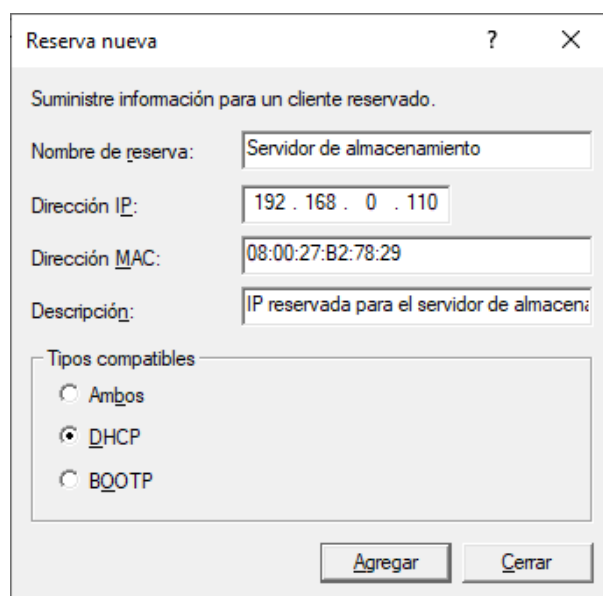 Reserva nueva ? ×
Suministre información para un cliente reservado.
Nombre de reserva: Servidor de almacenamiento
Dirección IP: 192 . 168 . 0 . 110
Dirección MAC: 08:00:27:B2:78:29
Descripción: IP reservada para el servidor de almacena
Tipos compatibles
Ambos
DHCP
BOOTP
Agregar Cerrar